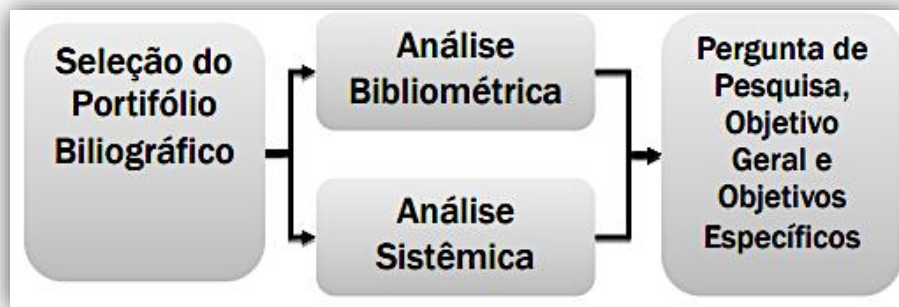 Seleção do
Portifólio
Biliográfico
Análise
Bibliométrica
Análise
Sistêmica
Pergunta de
Pesquisa,
Objetivo
Geral e
Objetivos
Específicos